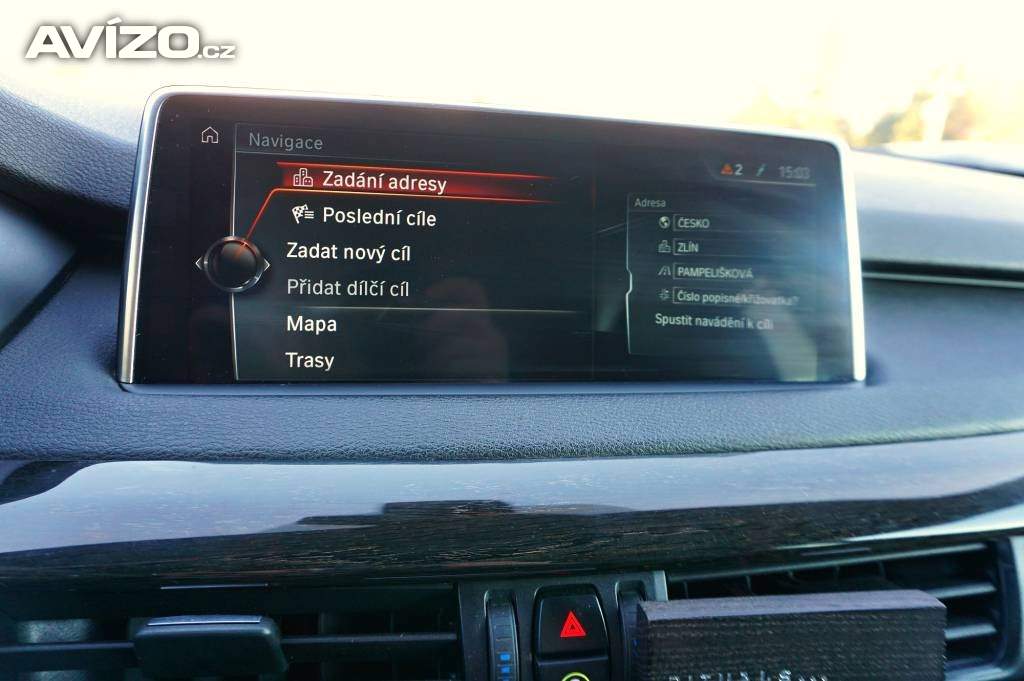 AVÍZO.cz
Navigace
2 15:03
Zadání adresy
Poslední cíle
Zadat nový cíl
Přidat dílčí cíl
Mapa
Trasy
Adresa
ČESKO
ZLÍN
PAMPELIŠKOVÁ
Číslo popisné/křižovatka?
Spustit navádění k cíli